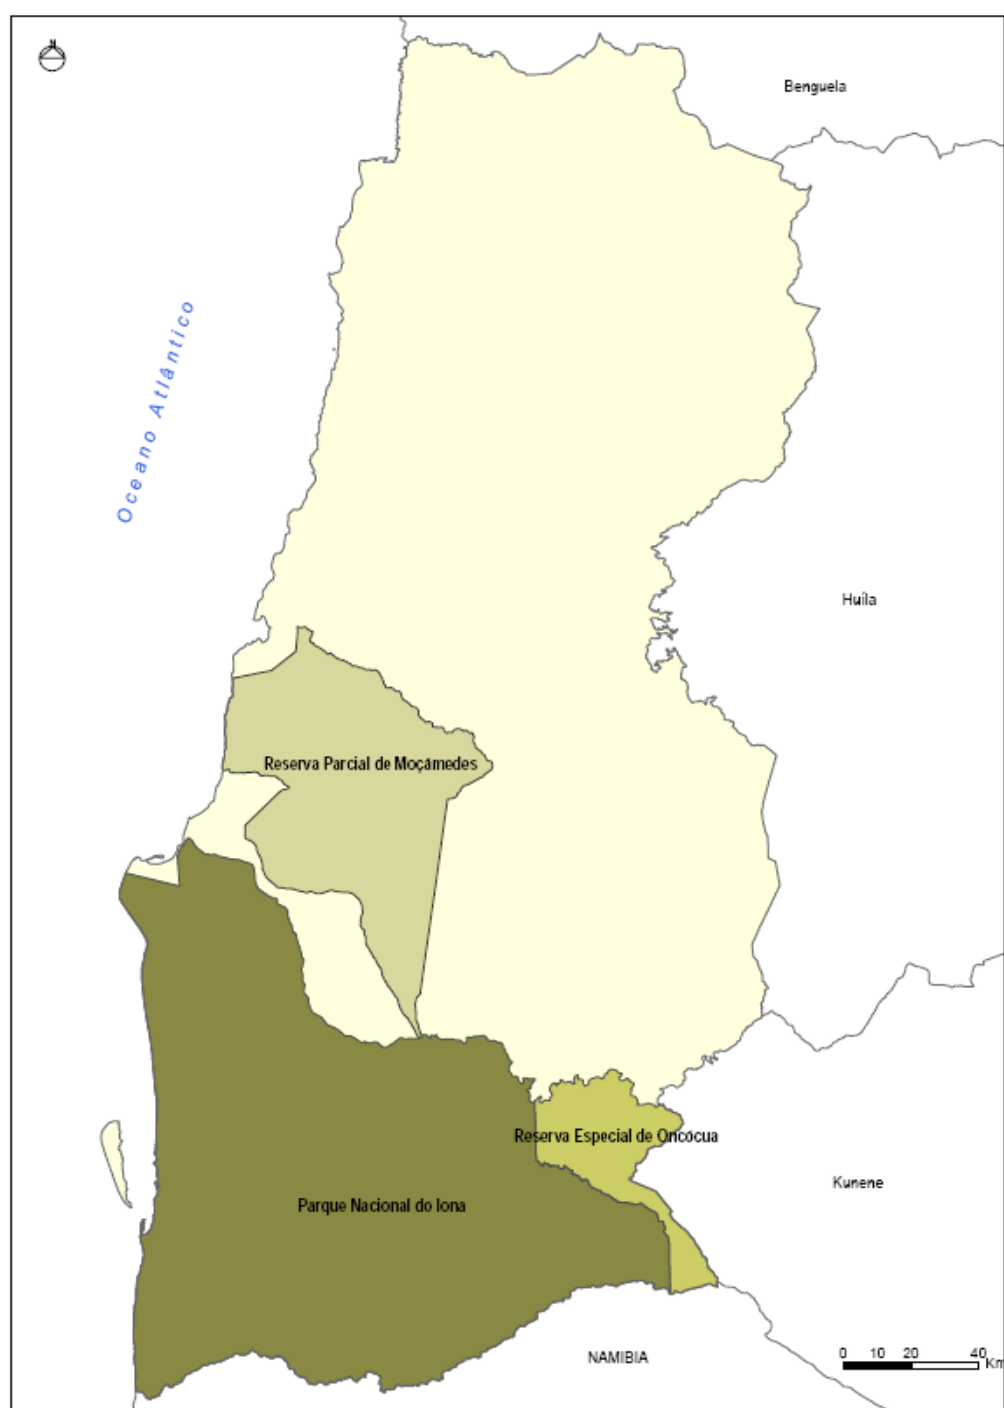 N
Benguela
Oceano Atlântico
Huíla
Reserva Parcial de Moçâmedes
Reserva Especial de Oncócua
Kunene
Parque Nacional do Iona
NAMIBIA
0 10 20 40
Km